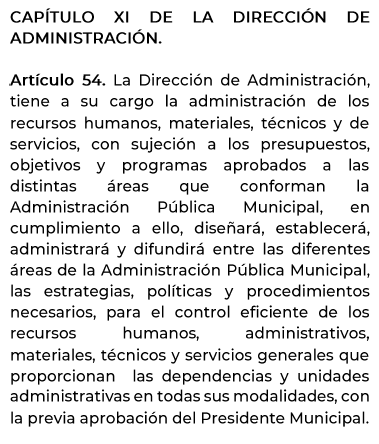 CAPÍTULO XI DE LA DIRECCIÓN DE
ADMINISTRACIÓN.
Artículo 54. La Dirección de Administración,
tiene a su cargo la administración de los
recursos humanos, materiales, técnicos y de
servicios, con sujeción a los presupuestos,
objetivos y programas aprobados a las
distintas áreas que conforman la
Administración Pública Municipal, en
cumplimiento a ello, diseñará, establecerá,
administrará y difundirá entre las diferentes
áreas de la Administración Pública Municipal,
las estrategias, políticas y procedimientos
necesarios, para el control eficiente de los
recursos humanos, administrativos,
materiales, técnicos y servicios generales que
proporcionan las dependencias y unidades
administrativas en todas sus modalidades, con
la previa aprobación del Presidente Municipal.